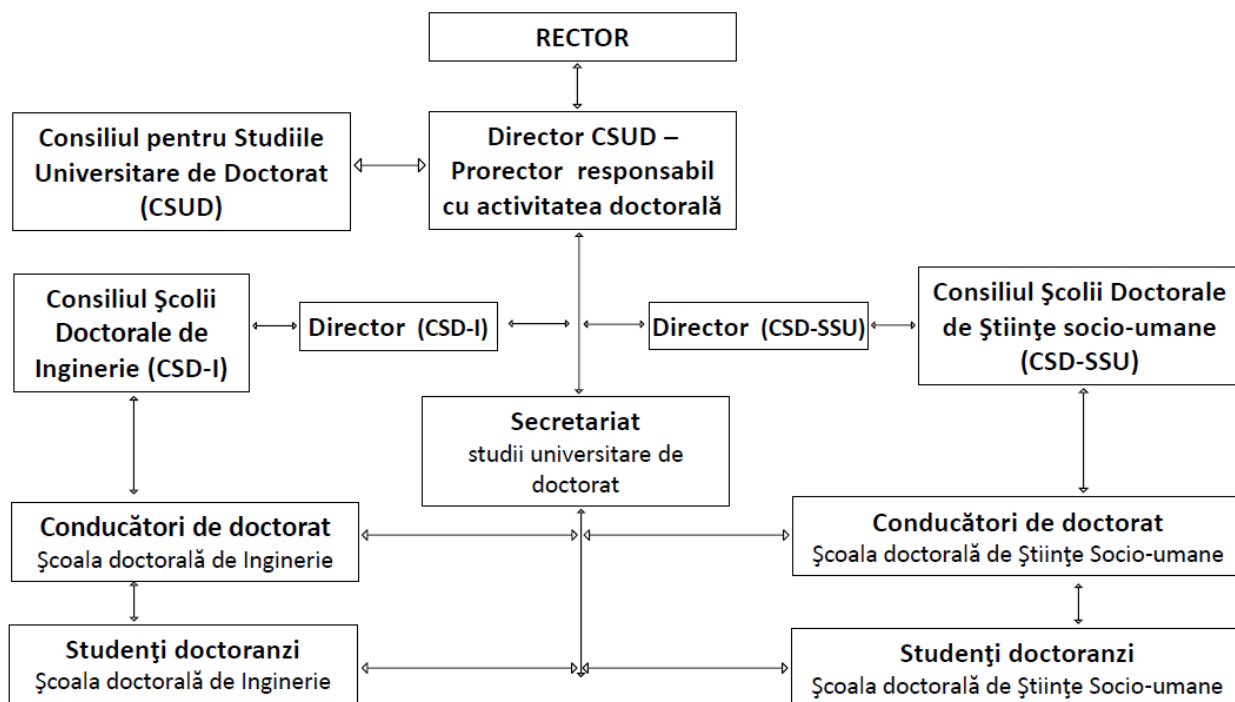 RECTOR
Consiliul pentru Studiile
Universitare de Doctorat
(CSUD)
Director CSUD –
Prorector responsabil
cu activitatea doctorală
Consiliul Şcolii
Doctorale de
Inginerie (CSD-I)
Director (CSD-I)
Director (CSD-SSU)
Consiliul Şcolii Doctorale
de Ştiinţe socio-umane
(CSD-SSU)
Secretariat
studii universitare de
doctorat
Conducători de doctorat
Şcoala doctorală de Inginerie
Conducători de doctorat
Şcoala doctorală de Ştiinţe Socio-umane
Studenţi doctoranzi
Şcoala doctorală de Inginerie
Studenţi doctoranzi
Şcoala doctorală de Ştiinţe Socio-umane